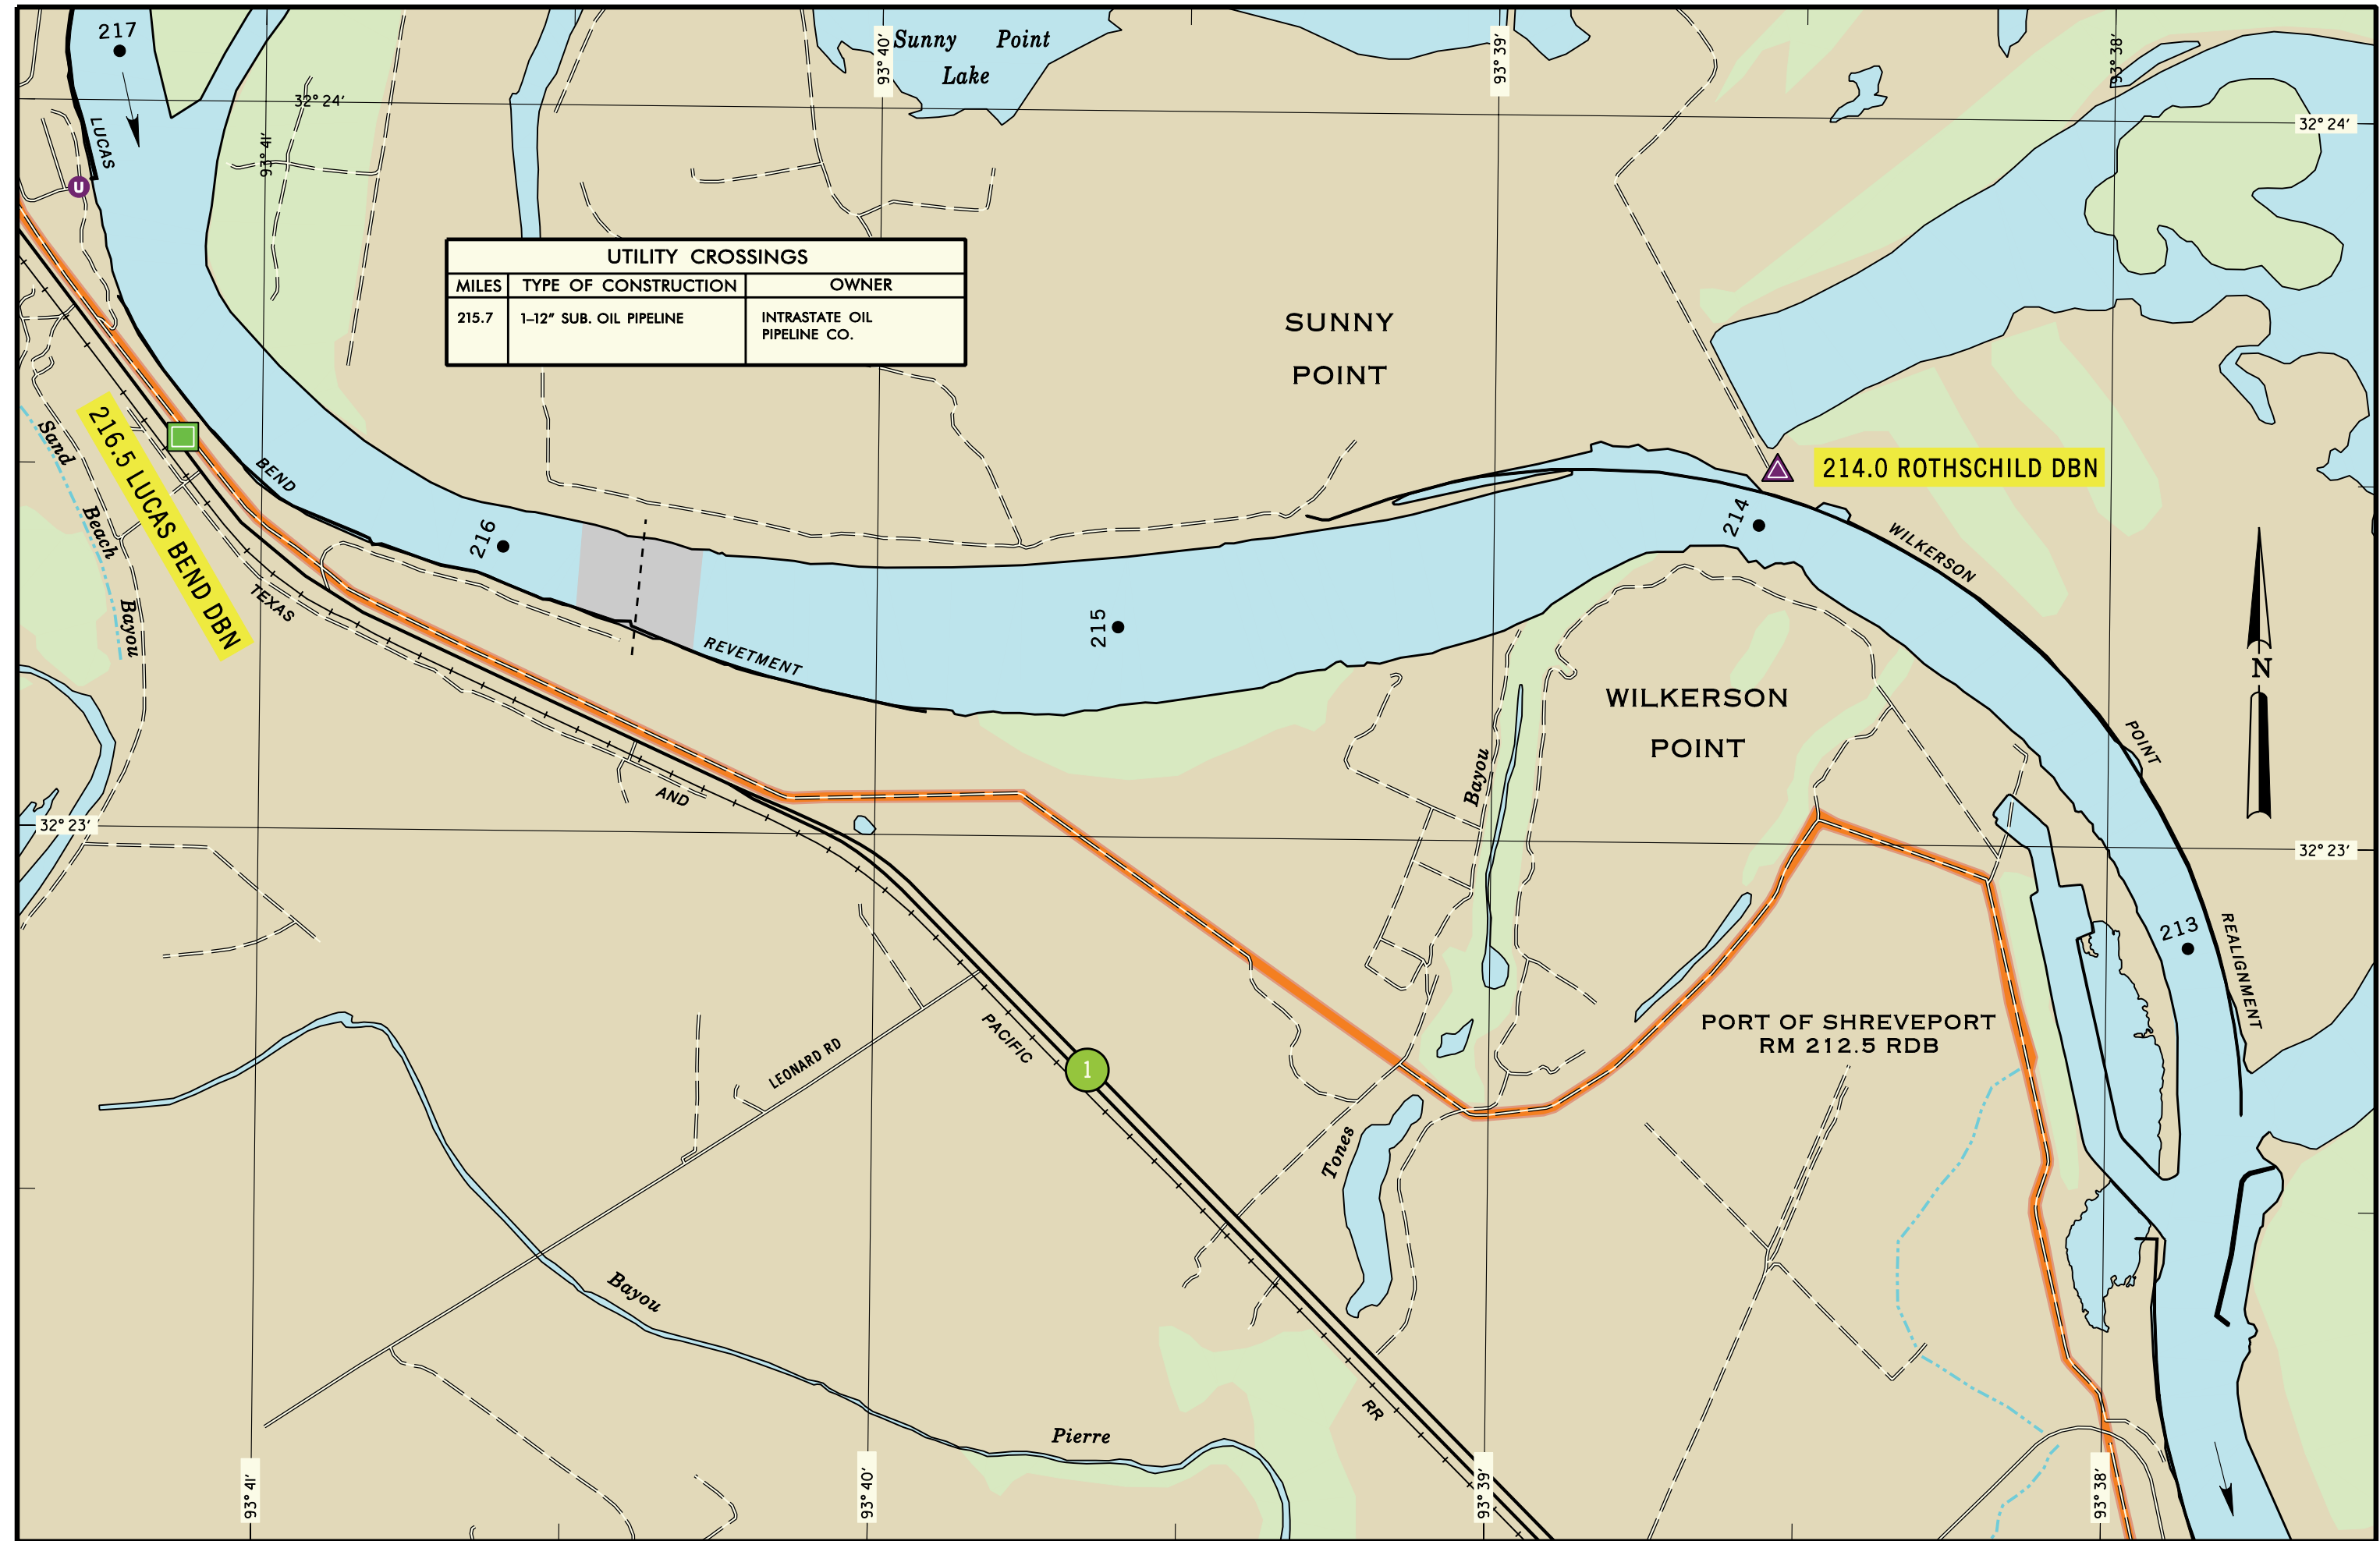 217
Sunny Point
Lake
93° 40′
93° 39′
93° 38′
32° 24′
32° 24′
93° 41′
LUCAS
U
UTILITY CROSSINGS
MILES TYPE OF CONSTRUCTION OWNER
215.7 1–12″ SUB. OIL PIPELINE INTRASTATE OIL
PIPELINE CO.
SUNNY
POINT
216.5 LUCAS BEND DBN
Sand
Beach
Bayou
BEND
216
214.0 ROTHSCHILD DBN
214
WILKERSON
TEXAS
215
REVETMENT
N
WILKERSON
POINT
POINT
Bayou
AND
32° 23′
32° 23′
213
REALIGNMENT
PORT OF SHREVEPORT
RM 212.5 RDB
PACIFIC
LEONARD RD
1
Tones
Bayou
Pierre
RR
93° 41′
93° 40′
93° 39′
93° 38′